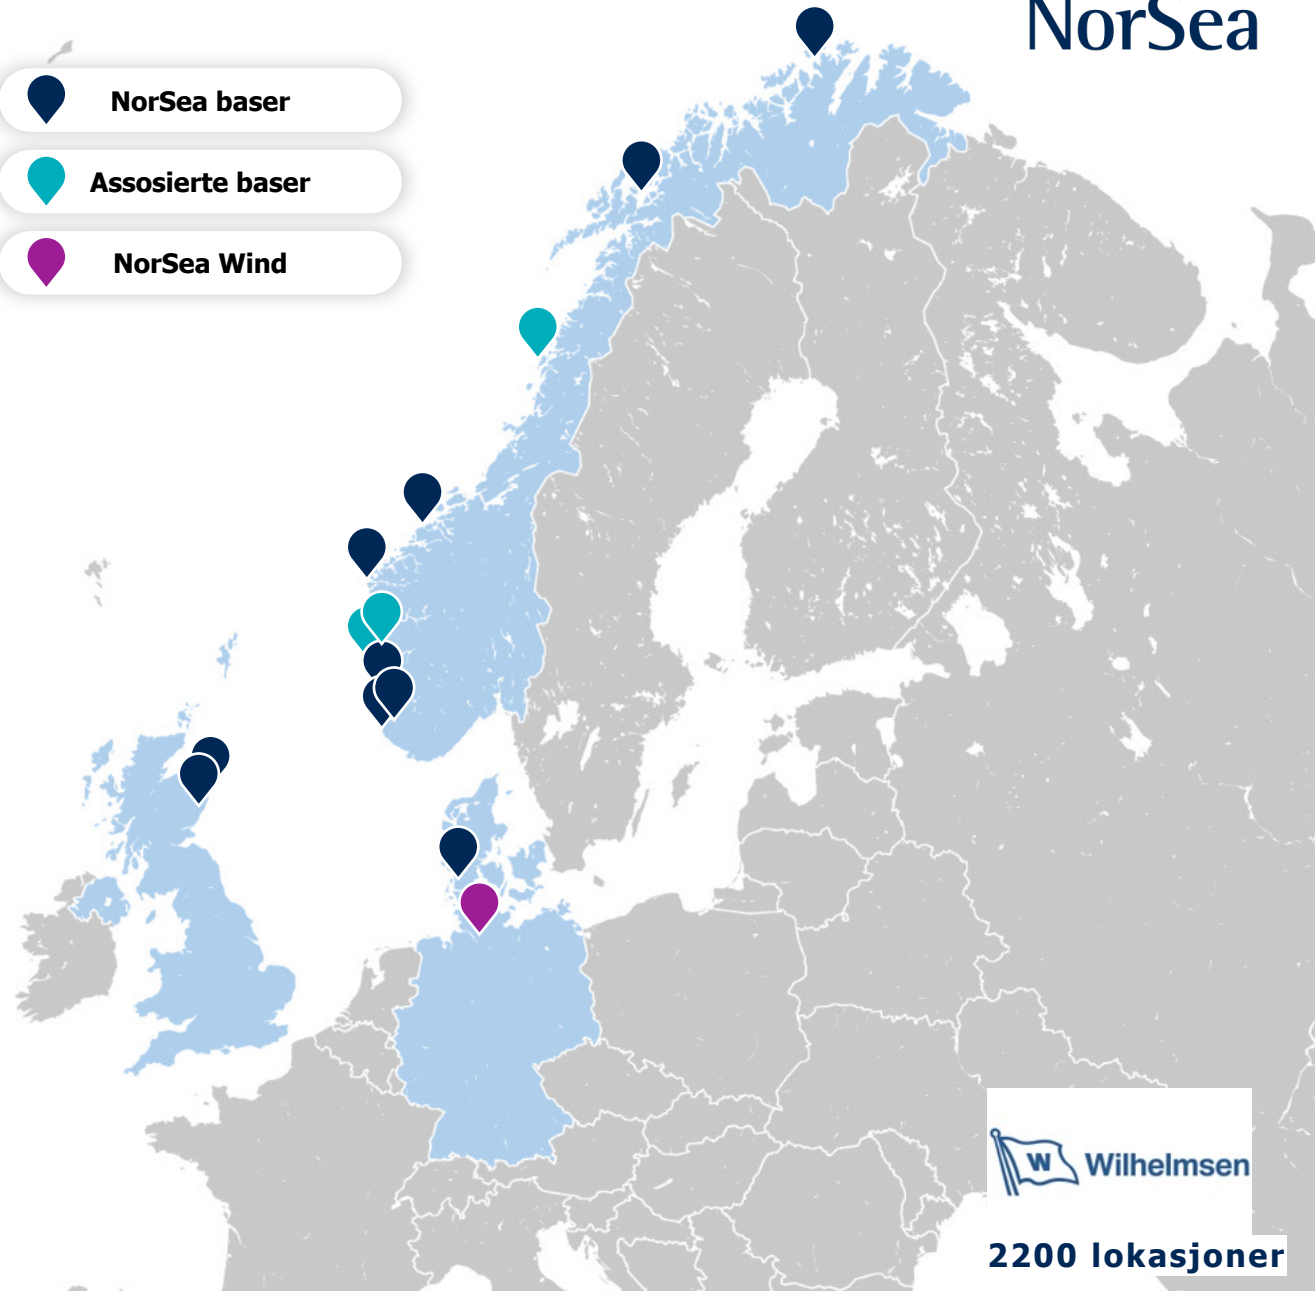 NorSea
NorSea baser
Assosierte baser
NorSea Wind
W Wilhelmsen
2200 lokasjoner